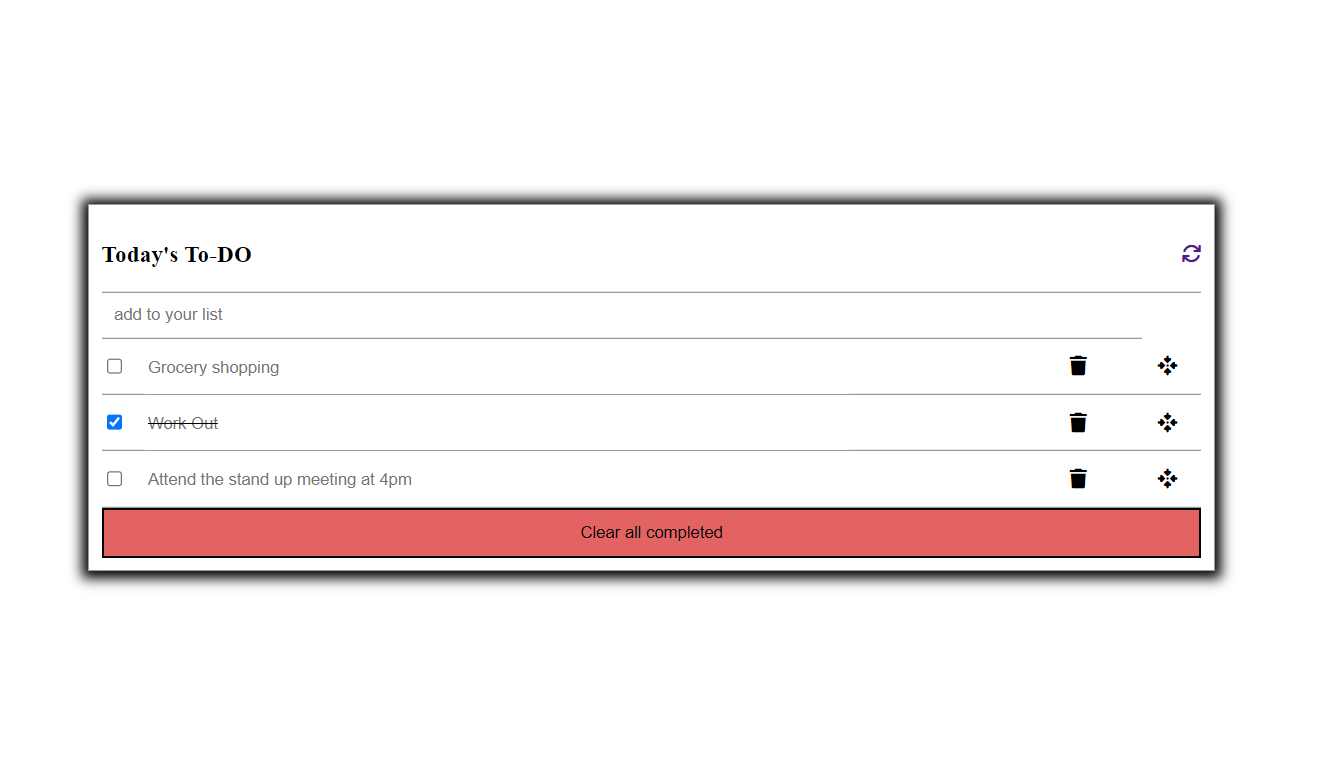 Today's To-DO
add to your list
Grocery shopping
Work Out
Attend the stand up meeting at 4pm
Clear all completed